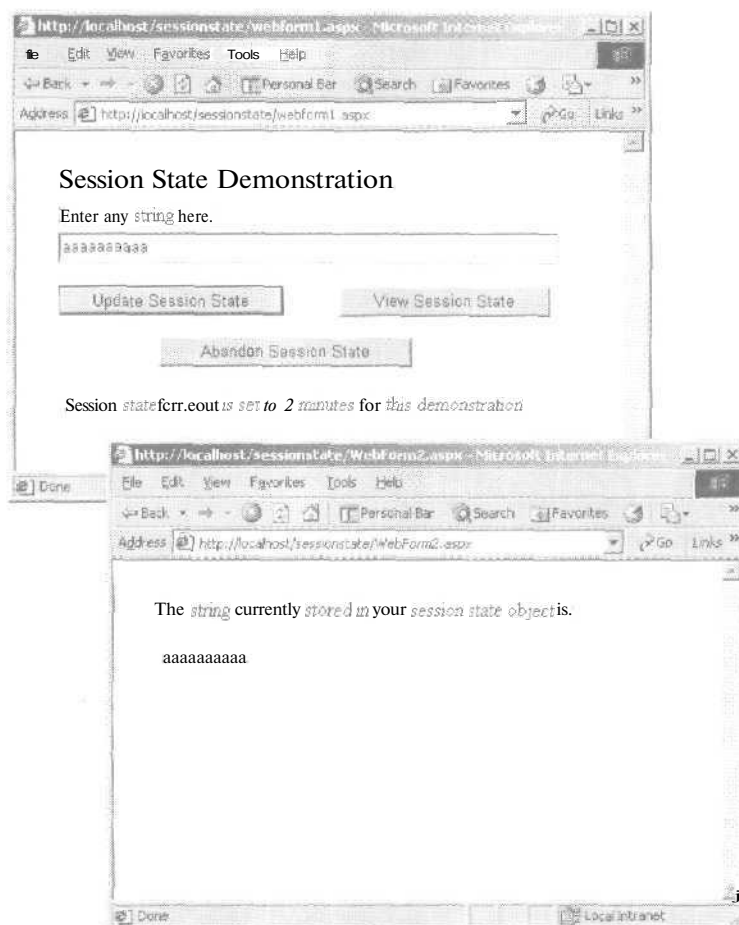 http://localhost/sessionstate/webform1.aspx - Microsoft Internet Explorer
fie Edit View Favorites Tools Help
Back Personal Bar Search Favorites
Address http://localhost/sessionstate/webform1.aspx Go Links
Session State Demonstration
Enter any string here.
aaaaaaaaaa
Update Session State View Session State
Abandon Session State
Session statefcrr.eout is set to 2 minutes for this demonstration
Done
http://localhost/sessionstate/WebForm2.aspx - Microsoft Internet Explorer
File Edit View Favorites Tools Help
Back Personal Bar Search Favorites
Address http://localhost/sessionstate/WebForm2.aspx Go Links
The string currently stored in your session state object is.
aaaaaaaaaa
Done Local intranet